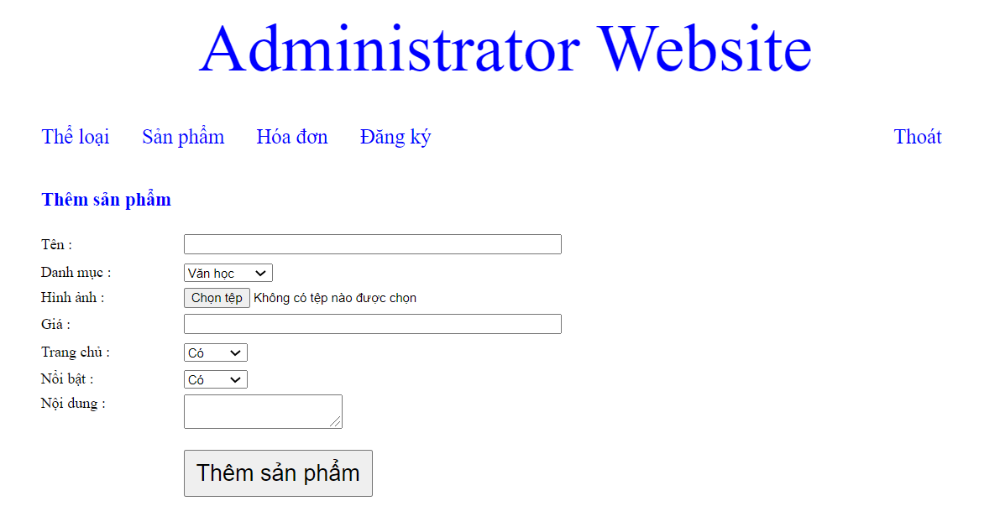 Administrator Website
Thể loại Sản phẩm Hóa đơn Đăng ký Thoát
Thêm sản phẩm
Tên :
Danh mục : Văn học
Hình ảnh : Chọn tệp Không có tệp nào được chọn
Giá :
Trang chủ : Có
Nổi bật : Có
Nội dung :
Thêm sản phẩm